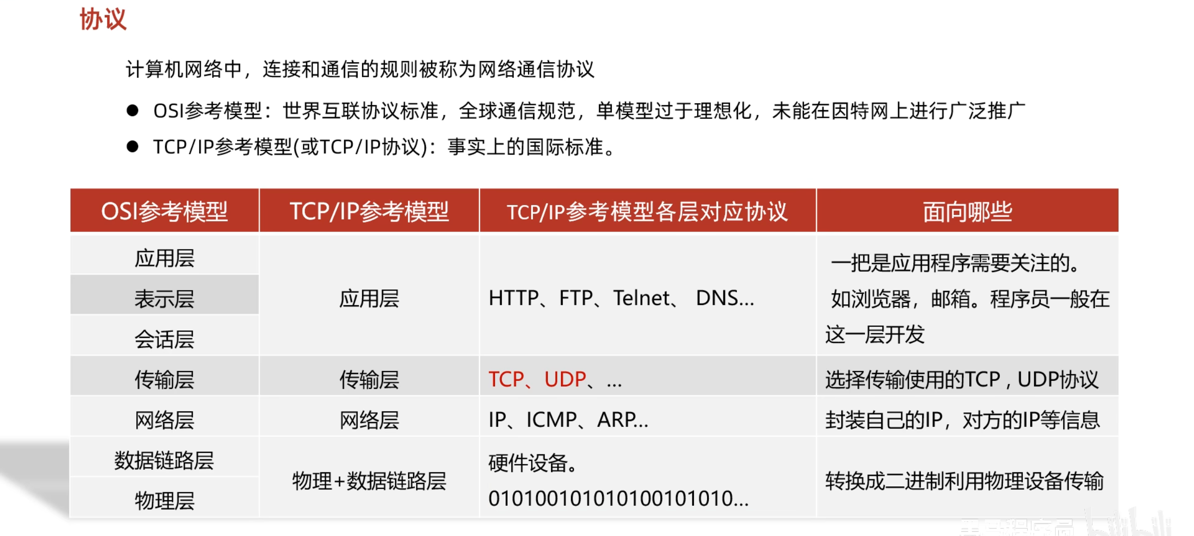 协议
计算机网络中，连接和通信的规则被称为网络通信协议
● OSI参考模型：世界互联协议标准，全球通信规范，单模型过于理想化，未能在因特网上进行广泛推广
● TCP/IP参考模型(或TCP/IP协议)：事实上的国际标准。
OSI参考模型 TCP/IP参考模型 TCP/IP参考模型各层对应协议 面向哪些
应用层
表示层
会话层
应用层
HTTP、FTP、Telnet、 DNS...
一把是应用程序需要关注的。
如浏览器，邮箱。程序员一般在
这一层开发
传输层 传输层 TCP、UDP、... 选择传输使用的TCP , UDP协议
网络层 网络层 IP、ICMP、ARP... 封装自己的IP，对方的IP等信息
数据链路层
物理层
物理+数据链路层
硬件设备。
010100101010100101010...
转换成二进制利用物理设备传输
bilibili